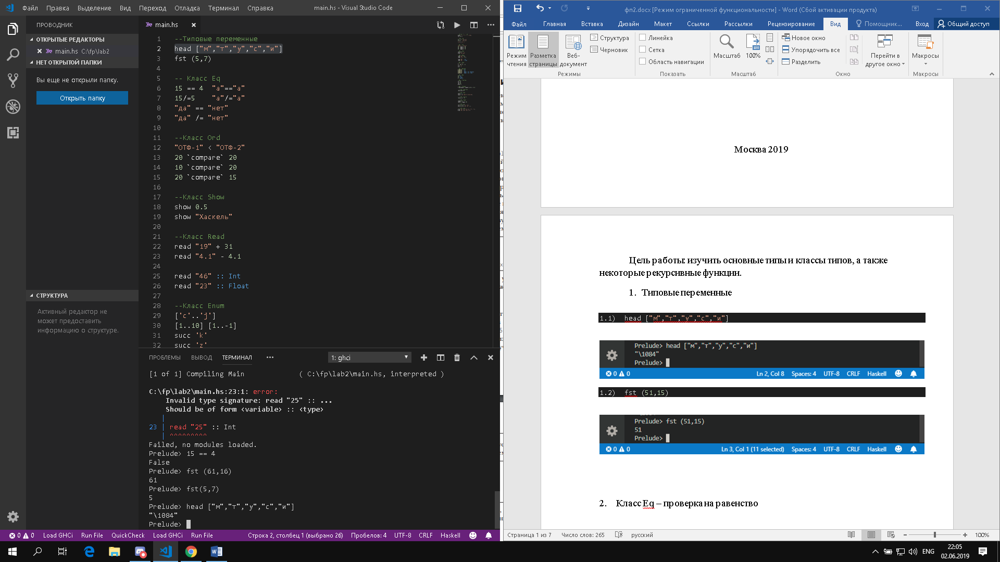 Файл Правка Выделение Вид Переход Отладка Терминал Справка
main.hs - Visual Studio Code
ПРОВОДНИК
ОТКРЫТЫЕ РЕДАКТОРЫ
main.hs C:\fp\lab2
НЕТ ОТКРЫТОЙ ПАПКИ
Вы еще не открыли папку.
Открыть папку
СТРУКТУРА
Активный редактор не
может предоставить
информацию о структуре.
main.hs
1 --Типовые переменные
2 head ["м","т","у","с","и"]
3 fst (5,7)
4
5 -- Класс Eq
6 15 == 4 "a"=="a"
7 15/=5 "a"/="a"
8 "да" == "нет"
9 "да" /= "нет"
10
11 --Класс Ord
12 "ОТФ-1" < "ОТФ-2"
13 20 `compare` 20
14 10 `compare` 20
15 20 `compare` 15
16
17 --Класс Show
18 show 0.5
19 show "Хаскель"
20
21 --Класс Read
22 read "19" + 31
23 read "4.1" - 4.1
24
25 read "46" :: Int
26 read "23" :: Float
27
28 --Класс Enum
29 ['c'..'j']
30 [1..10] [1..-1]
31 succ 'k'
32 succ 'z'
ПРОБЛЕМЫ ВЫВОД ТЕРМИНАЛ
1: ghci
[1 of 1] Compiling Main ( C:\fp\lab2\main.hs, interpreted )
C:\fp\lab2\main.hs:23:1: error:
Invalid type signature: read "25" :: ...
Should be of form <variable> :: <type>
|
23 | read "25" :: Int
| ^^^^^^^^^
Failed, no modules loaded.
Prelude> 15 == 4
False
Prelude> fst (61,16)
61
Prelude> fst(5,7)
5
Prelude> head ["м","т","у","с","и"]
"\1084"
Prelude>
0 0 Load GHCi Run File QuickCheck Load GHCi Run File
Строка 2, столбец 1 (выбрано 26) Пробелов: 4 UTF-8 CRLF Haskell
фп2.docx [Режим ограниченной функциональности] - Word (Сбой активации продукта)
Файл Главная Вставка Дизайн Макет Ссылки Рассылки Рецензирование Вид Помощник... Вход Общий доступ
Режим чтения
Разметка страницы
Веб-документ
Структура
Черновик
Режимы
Линейка
Сетка
Область навигации
Показать
Масштаб
100
100%
Масштаб
Новое окно
Упорядочить все
Разделить
Перейти в другое окно
Окно
Макросы
Макросы
Москва 2019
Цель работы: изучить основные типы и классы типов, а также
некоторые рекурсивные функции.
1. Типовые переменные
1.1) head ["м","т","у","с","и"]
Prelude> head ["м","т","у","с","и"]
"\1084"
Prelude>
0 0 Ln 2, Col 8 Spaces: 4 UTF-8 CRLF Haskell
1.2) fst (51,15)
Prelude> fst (51,15)
51
Prelude>
0 0 Ln 3, Col 1 (11 selected) Spaces: 4 UTF-8 CRLF Haskell
2. Класс Eq – проверка на равенство
Страница 1 из 7 Число слов: 265 русский
100%
ENG
22:05
02.06.2019